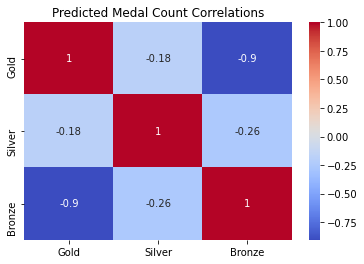 Predicted Medal Count Correlations
Gold
1
-0.18
-0.9
Silver
-0.18
1
-0.26
Bronze
-0.9
-0.26
1
Gold
Silver
Bronze
1.00
0.75
0.50
0.25
0.00
−0.25
−0.50
−0.75